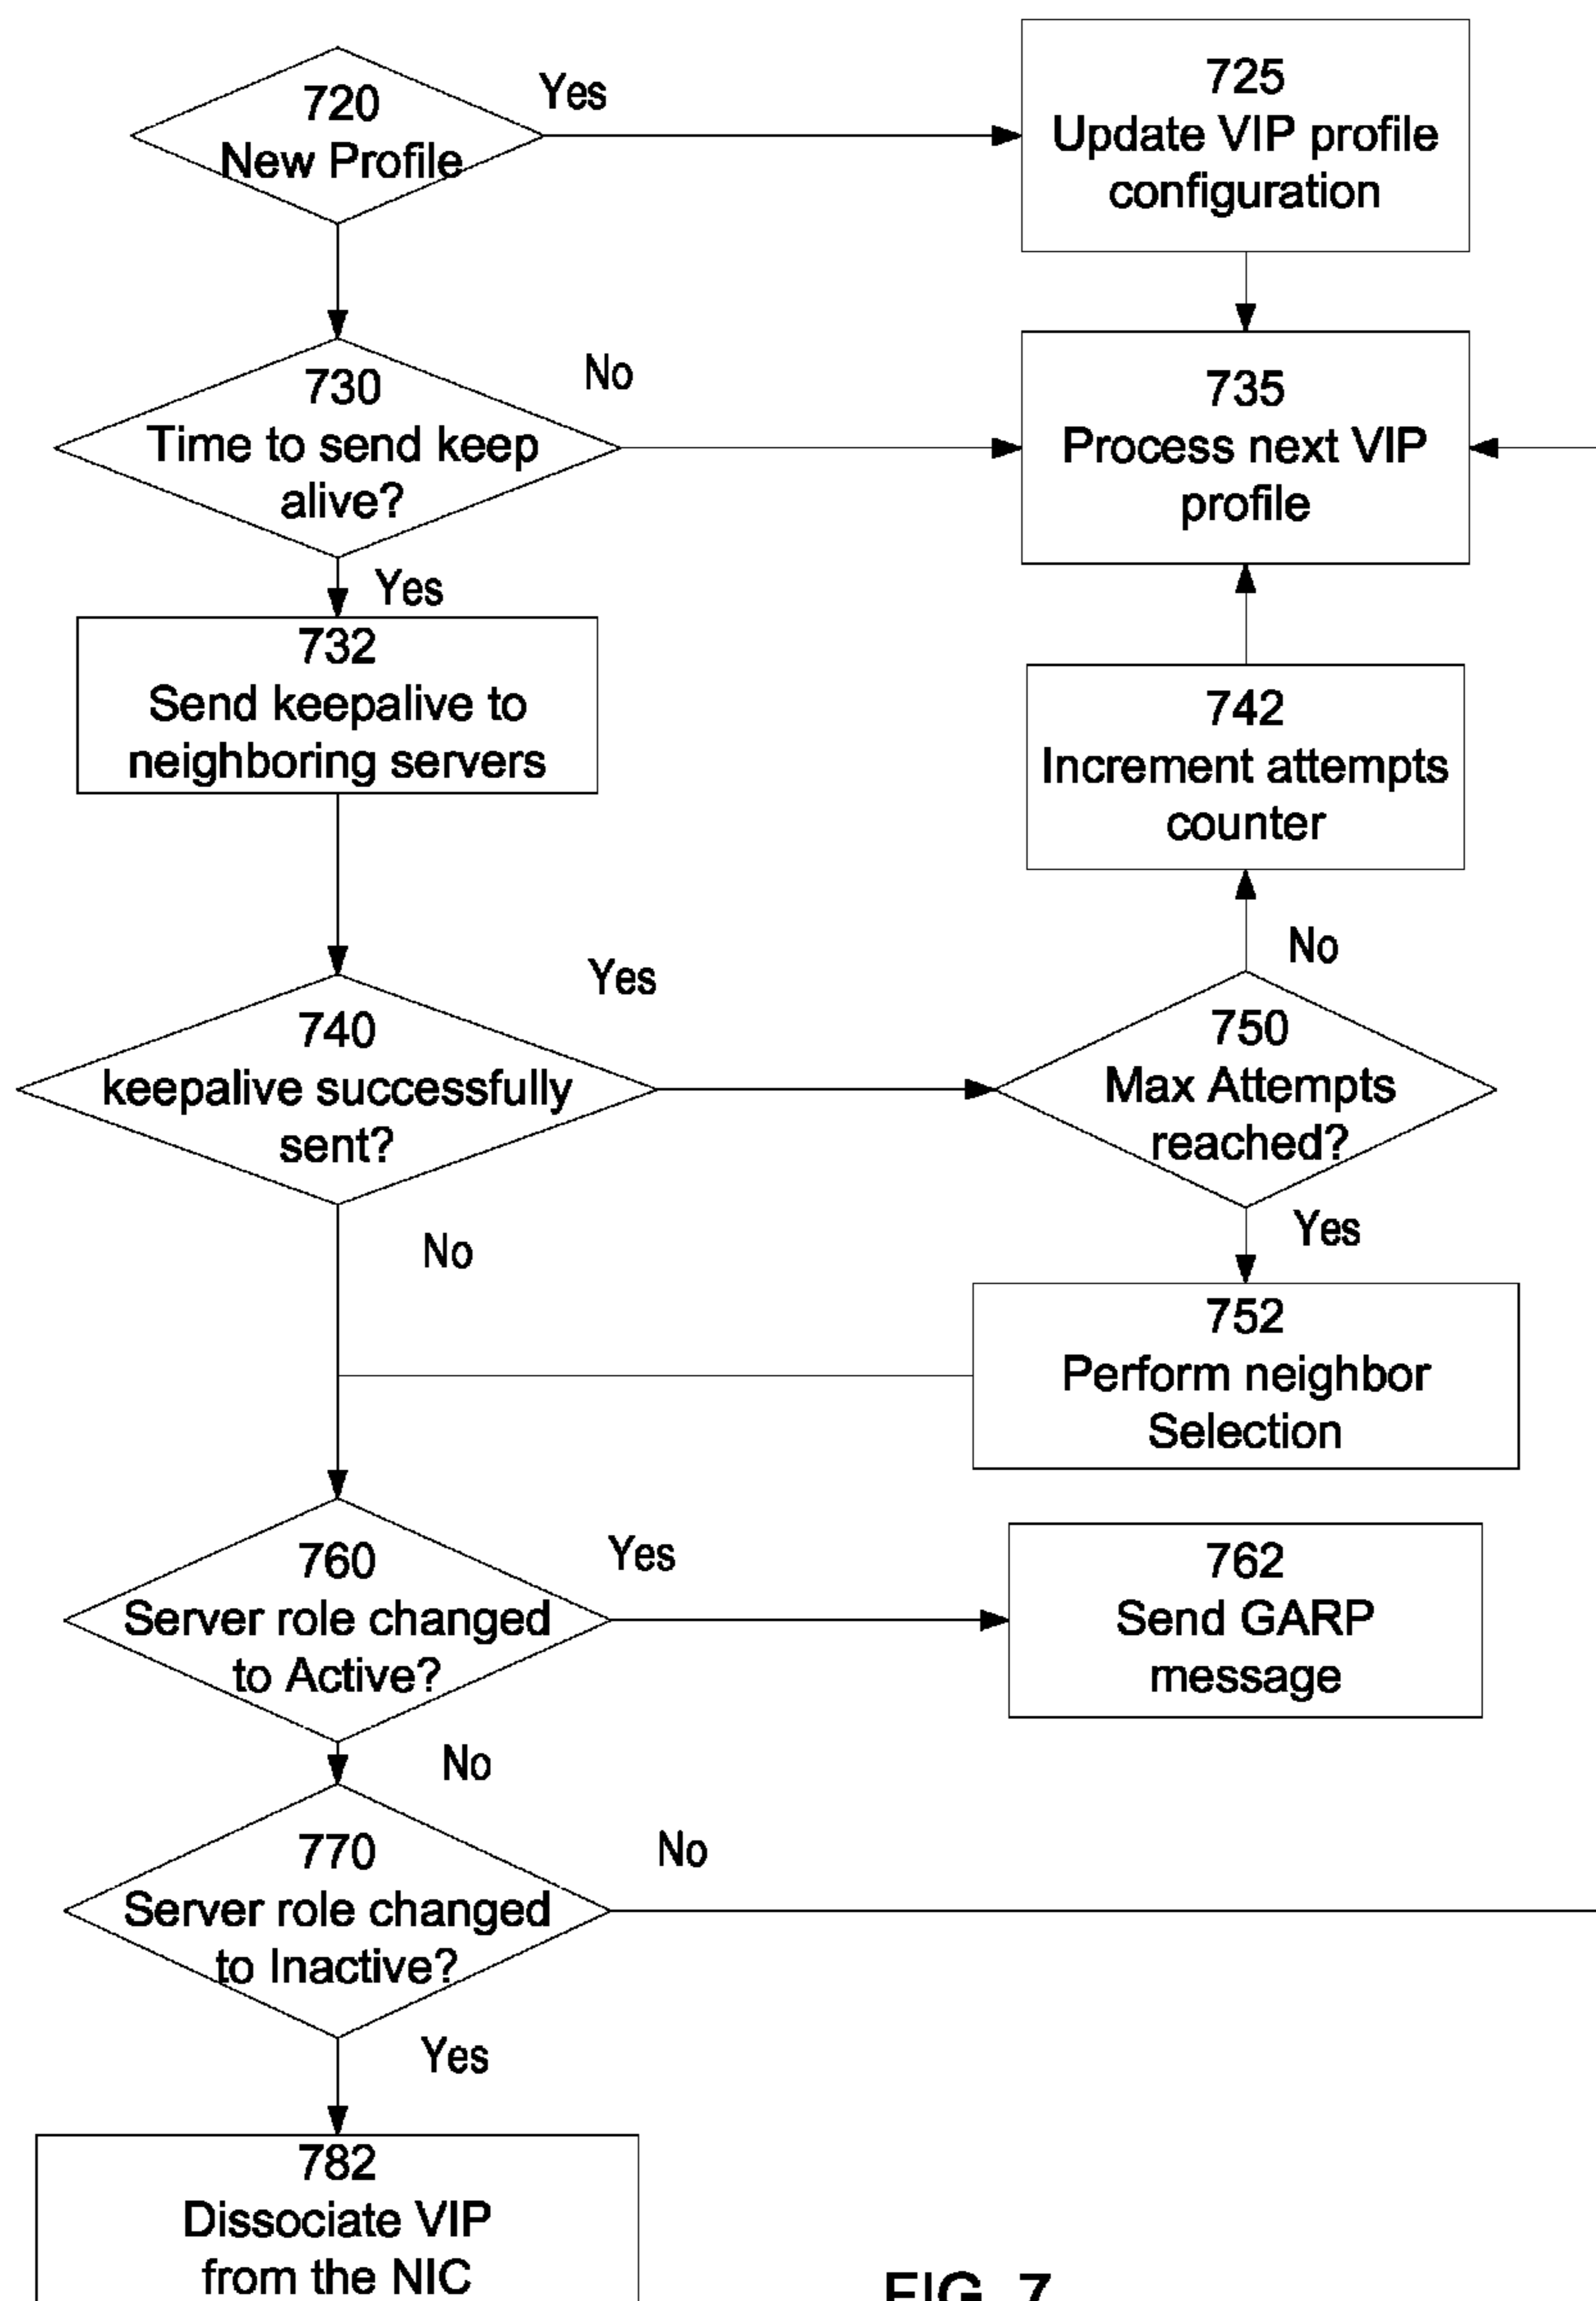 720
New Profile
Yes
725
Update VIP profile
configuration
730
Time to send keep
alive?
No
735
Process next VIP
profile
Yes
732
Send keepalive to
neighboring servers
742
Increment attempts
counter
No
740
keepalive successfully
sent?
Yes
750
Max Attempts
reached?
No
Yes
752
Perform neighbor
Selection
760
Server role changed
to Active?
Yes
762
Send GARP
message
No
770
Server role changed
to Inactive?
No
Yes
782
Dissociate VIP
from the NIC
FIG. 7